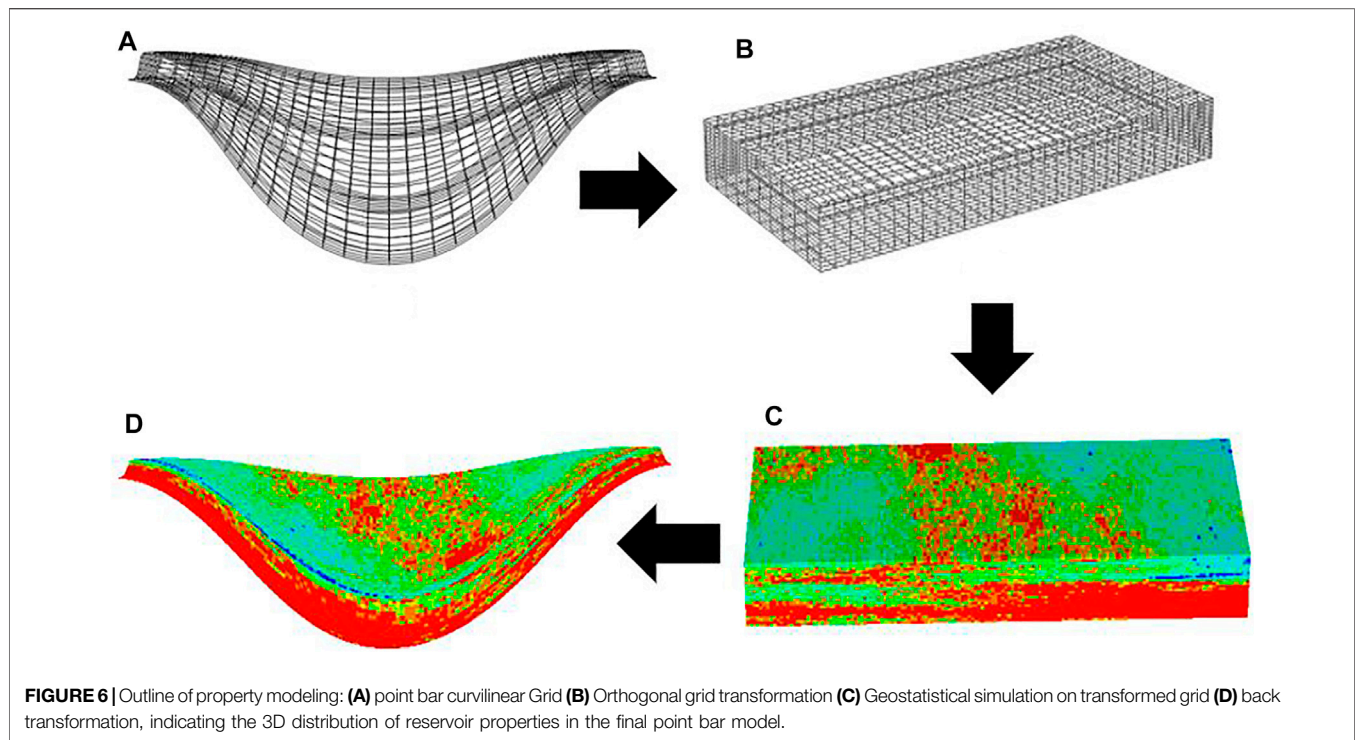 A
B
D
C
FIGURE 6 | Outline of property modeling: (A) point bar curvilinear Grid (B) Orthogonal grid transformation (C) Geostatistical simulation on transformed grid (D) back
transformation, indicating the 3D distribution of reservoir properties in the final point bar model.